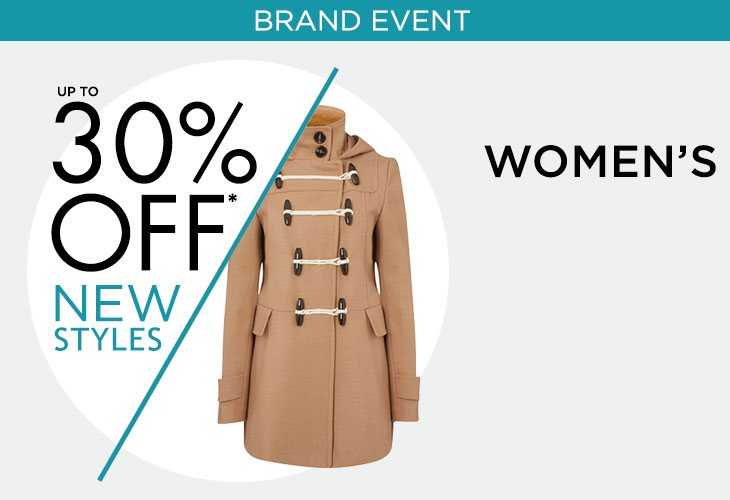 BRAND EVENT
UP TO
30%
OFF*
NEW
STYLES
WOMEN'S